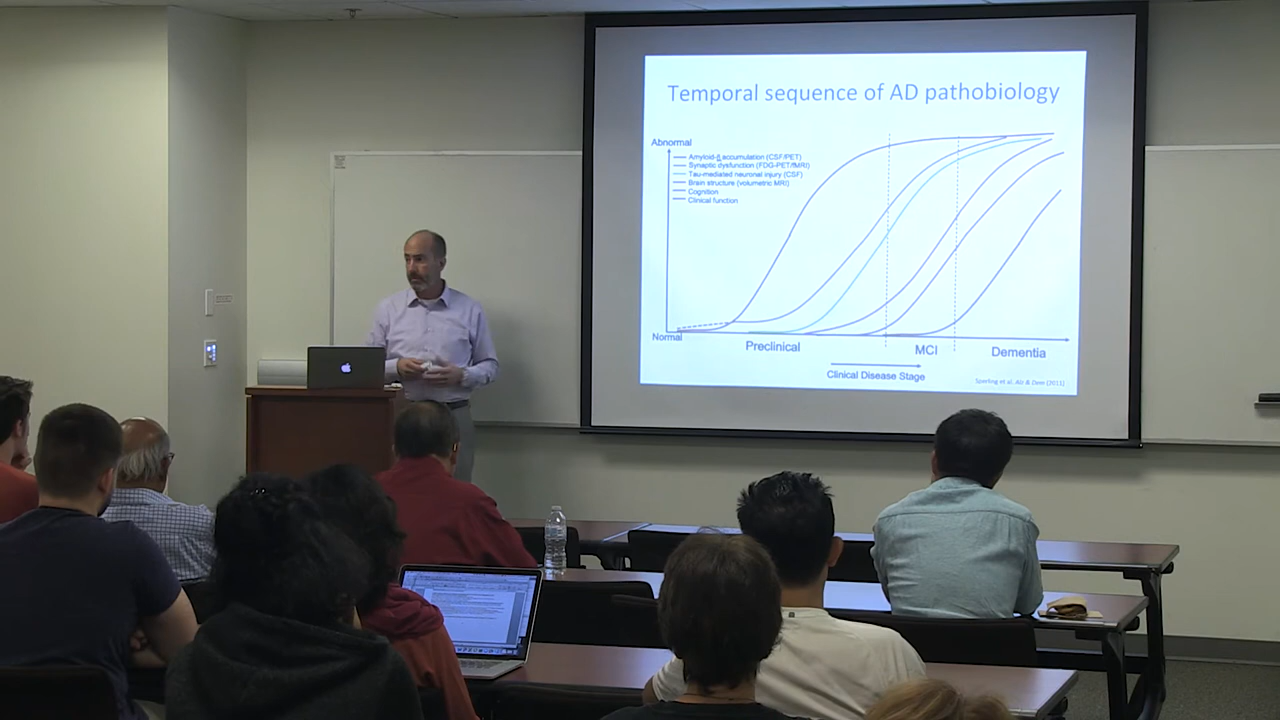 Temporal sequence of AD pathobiology
Abnormal
Amyloid-β accumulation (CSF/PET)
Synaptic dysfunction (FDG-PET/fMRI)
Tau-mediated neuronal injury (CSF)
Brain structure (volumetric MRI)
Cognition
Clinical function
Normal
Preclinical
MCI
Dementia
Clinical Disease Stage
Sperling et al. Alz & Dem (2011)